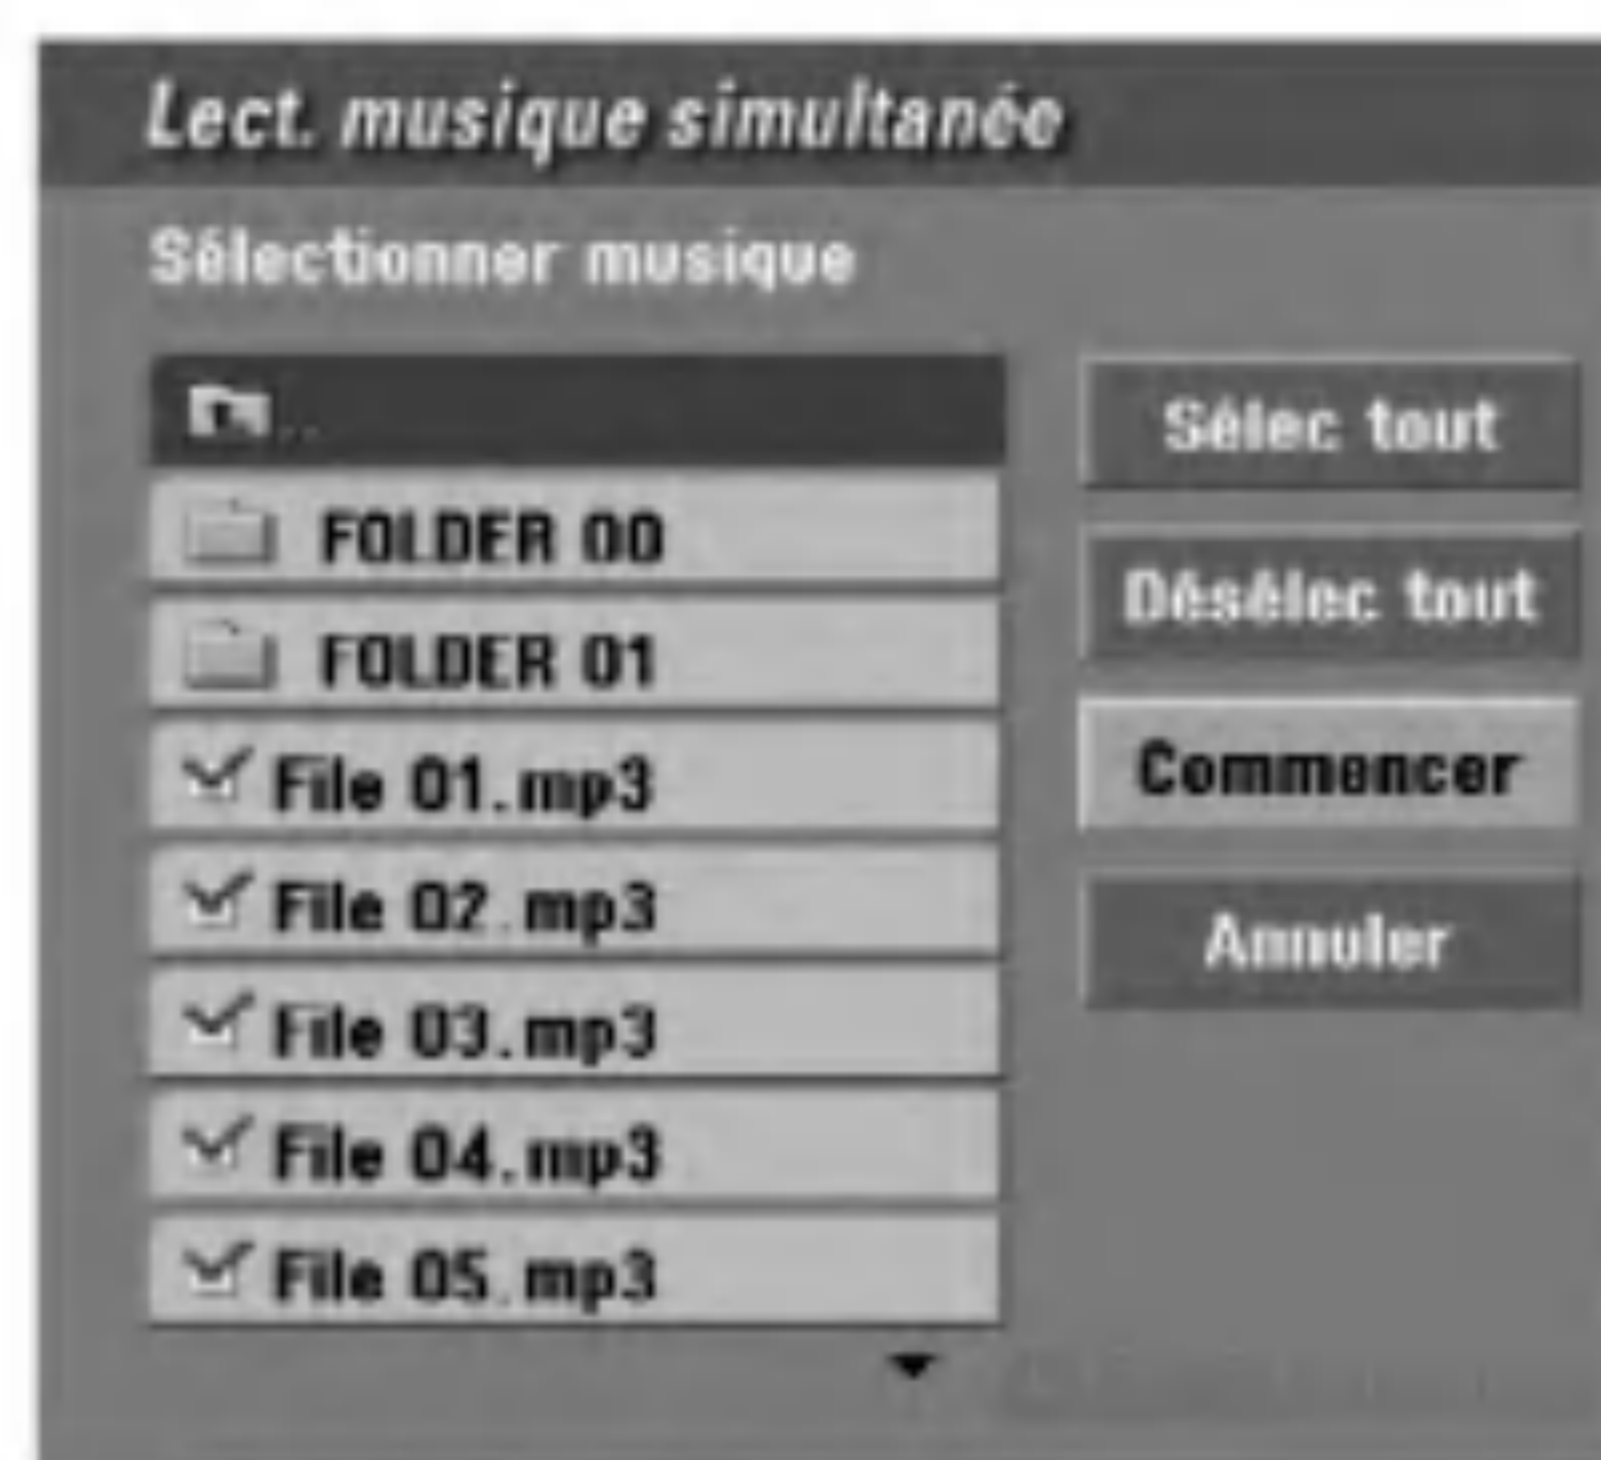 Lect. musique simultanée
Sélectionner musique
..
FOLDER 00
FOLDER 01
File 01.mp3
File 02.mp3
File 03.mp3
File 04.mp3
File 05.mp3
Sélec tout
Désélec tout
Commencer
Annuler